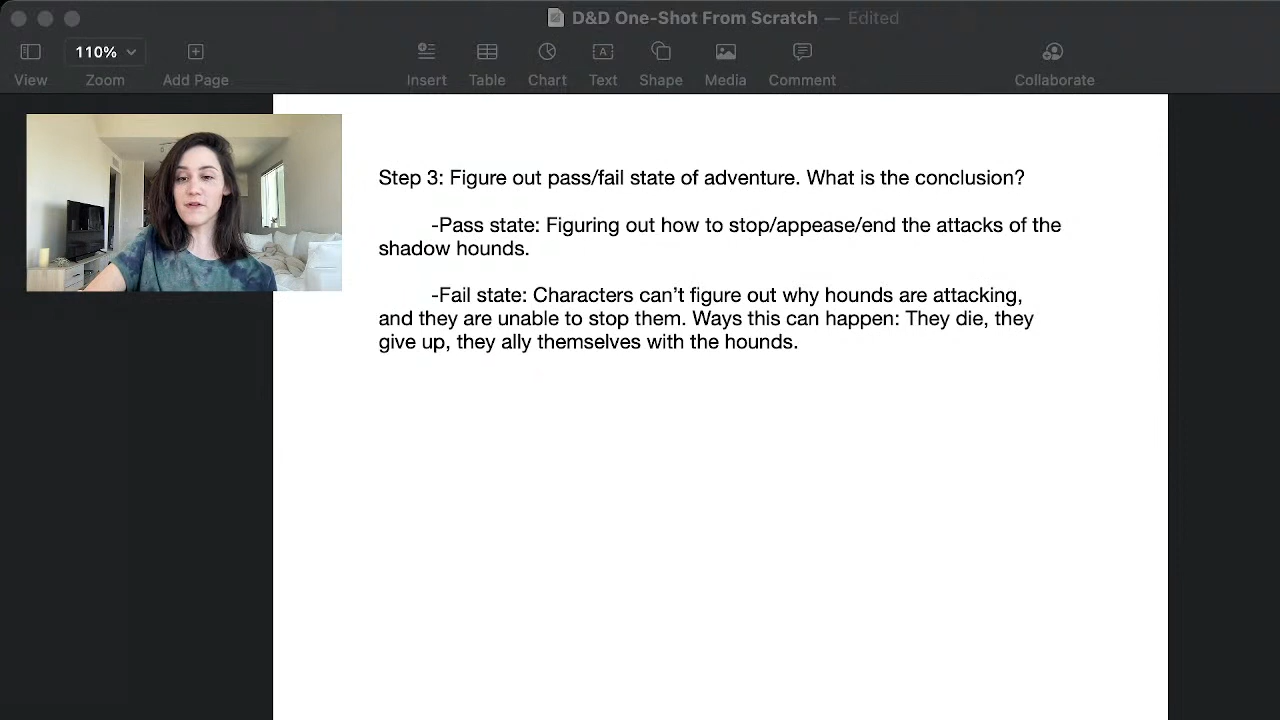 D&D One-Shot From Scratch — Edited
110%
View
Zoom
Add Page
Insert
Table
Chart
Text
Shape
Media
Comment
Collaborate
Step 3: Figure out pass/fail state of adventure. What is the conclusion?
-Pass state: Figuring out how to stop/appease/end the attacks of the
shadow hounds.
-Fail state: Characters can’t figure out why hounds are attacking,
and they are unable to stop them. Ways this can happen: They die, they
give up, they ally themselves with the hounds.